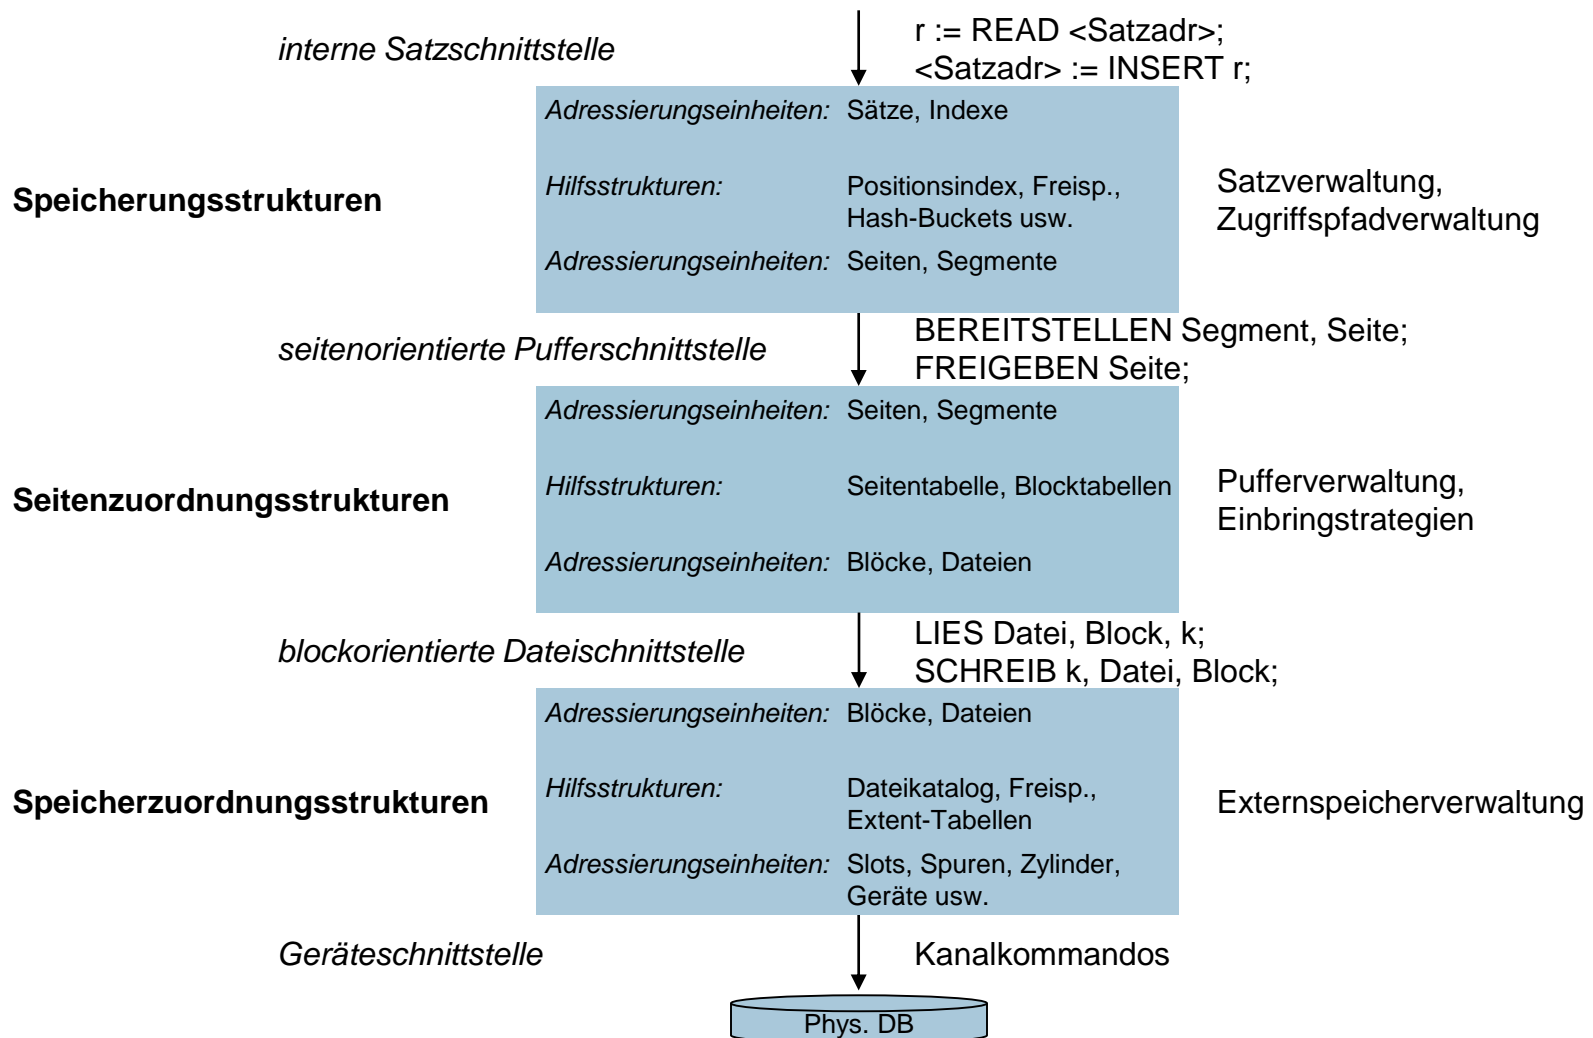 interne Satzschnittstelle
r := READ <Satzadr>;
<Satzadr> := INSERT r;
Adressierungseinheiten: Sätze, Indexe
Speicherungsstrukturen
Hilfsstrukturen: Positionsindex, Freisp.,
Hash-Buckets usw.
Satzverwaltung,
Zugriffspfadverwaltung
Adressierungseinheiten: Seiten, Segmente
seitenorientierte Pufferschnittstelle
BEREITSTELLEN Segment, Seite;
FREIGEBEN Seite;
Adressierungseinheiten: Seiten, Segmente
Seitenzuordnungsstrukturen
Hilfsstrukturen: Seitentabelle, Blocktabellen
Pufferverwaltung,
Einbringstrategien
Adressierungseinheiten: Blöcke, Dateien
blockorientierte Dateischnittstelle
LIES Datei, Block, k;
SCHREIB k, Datei, Block;
Adressierungseinheiten: Blöcke, Dateien
Speicherzuordnungsstrukturen
Hilfsstrukturen: Dateikatalog, Freisp.,
Extent-Tabellen
Externspeicherverwaltung
Adressierungseinheiten: Slots, Spuren, Zylinder,
Geräte usw.
Geräteschnittstelle
Kanalkommandos
Phys. DB